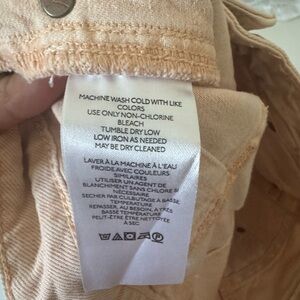 MACHINE WASH COLD WITH LIKE
COLORS
USE ONLY NON-CHLORINE
BLEACH
TUMBLE DRY LOW
LOW IRON AS NEEDED
MAY BE DRY CLEANED
LAVER À LA MACHINE À L'EAU
FROIDE AVEC COULEURS
SIMILAIRES
UTILISER UN AGENT DE
BLANCHIMENT SANS CHLORE SI
NÉCESSAIRE
SÉCHER PAR CULBUTAGE À BASSE
TEMPÉRATURE
REPASSER, AU BESOIN, À TRÈS
BASSE TEMPÉRATURE
PEUT-ÊTRE ÊTRE NETTOYÉ
À SEC